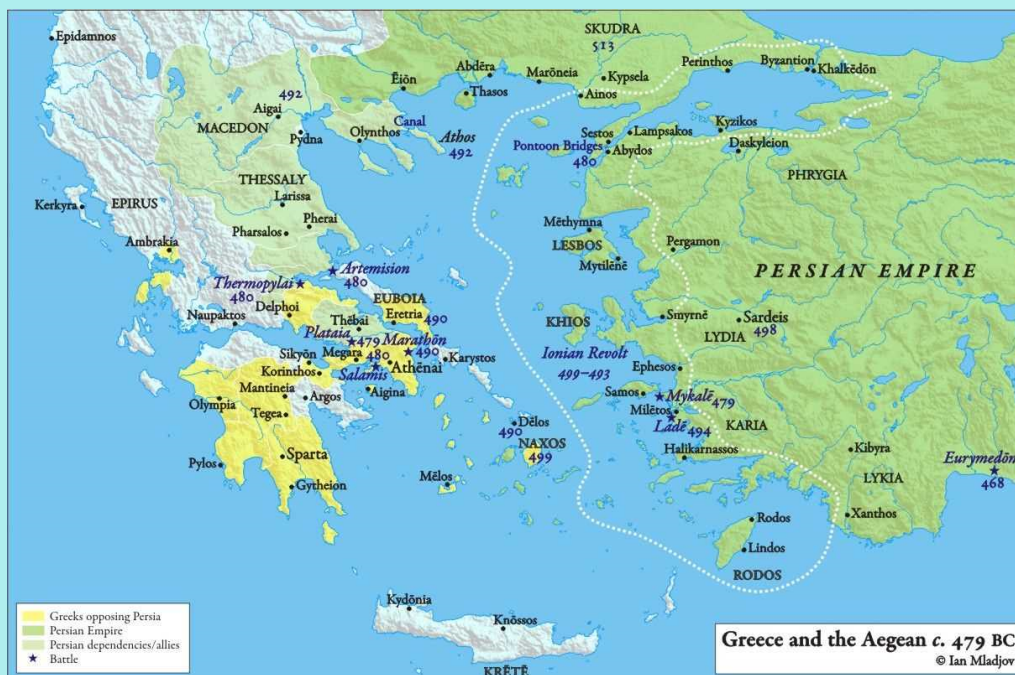 SKUDRA
513
Epidamnos
Perinthos
Byzantion
Khalkēdōn
Abdēra
Marōneia
Kypsela
Ēiōn
Thasos
Ainos
492
Aigai
MACEDON
Pydna
Canal
Olynthos
Athos
492
Sestos
Lampsakos
Kyzikos
Pontoon Bridges
480
Abydos
Daskyleion
PHRYGIA
THESSALY
Larissa
Kerkyra
EPIRUS
Pherai
Pharsalos
Ambrakia
Mēthymna
LESBOS
Mytilēnē
Pergamon
PERSIAN EMPIRE
Artemision
480
Thermopylai
480
EUBOIA
Delphoi
Eretria
490
Naupaktos
Thēbai
Plataia
479
Marathōn
490
KHIOS
Smyrnē
Sardeis
498
LYDIA
Sikyōn
Megara
480
Athēnai
Karystos
Ionian Revolt
499–493
Korinthos
Salamis
Mantineia
Argos
Aigina
Ephesos
Olympia
Tegea
Samos
Mykalē
479
Milētos
Ladē
494
KARIA
Dēlos
490
NAXOS
499
Halikarnassos
Kibyra
Eurymedōn
468
LYKIA
Pylos
Sparta
Gytheion
Mēlos
Xanthos
Rodos
Lindos
RODOS
Kydōnia
Knōssos
KRĒTĒ
Greeks opposing Persia
Persian Empire
Persian dependencies/allies
Battle
Greece and the Aegean c. 479 BC
© Ian Mladjov